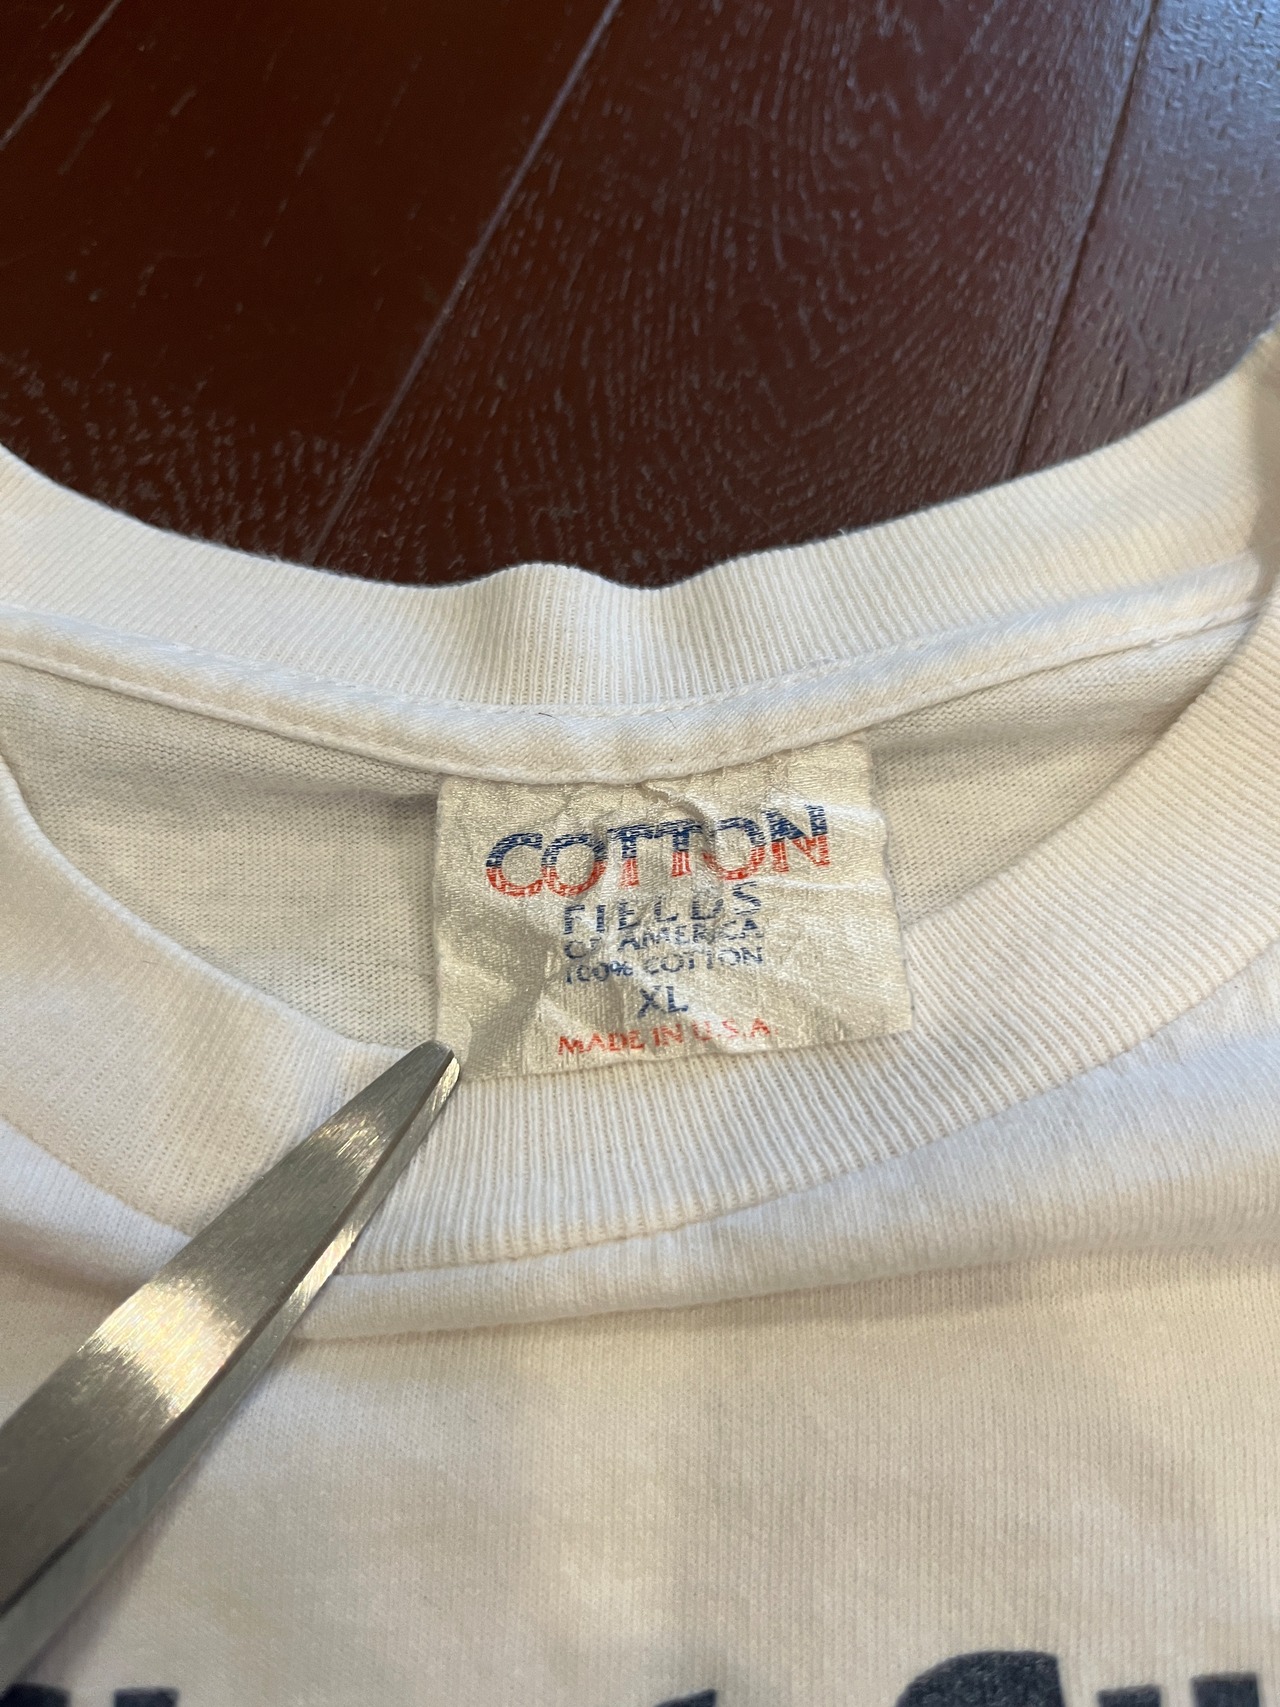 COTTON
FIELDS
OF AMERICA
100% COTTON
XL
MADE IN U.S.A